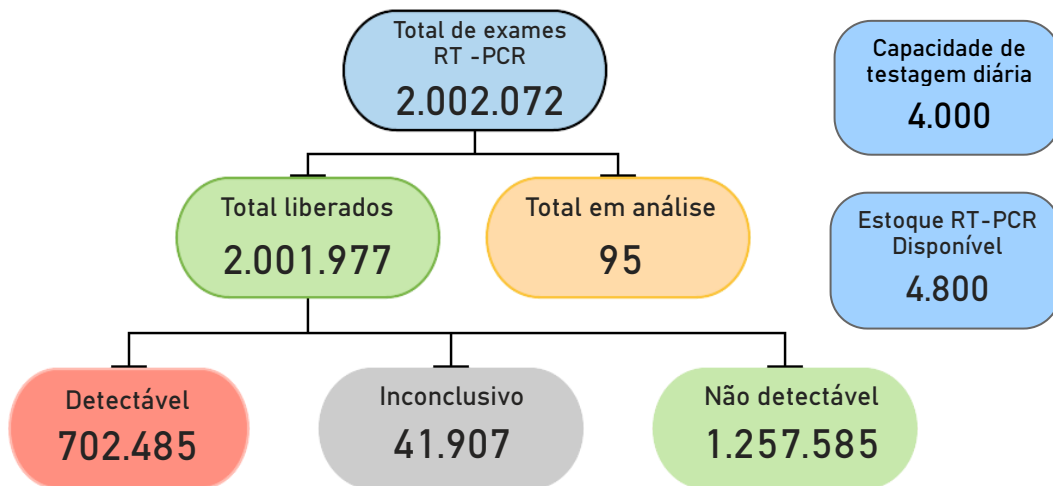 Total de exames
RT -PCR
2.002.072
Capacidade de
testagem diária
4.000
Total liberados
2.001.977
Total em análise
95
Estoque RT-PCR
Disponível
4.800
Detectável
702.485
Inconclusivo
41.907
Não detectável
1.257.585